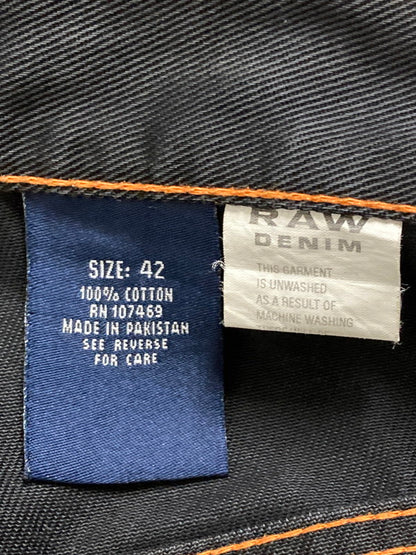 SIZE: 42
100% COTTON
RN 107469
MADE IN PAKISTAN
SEE REVERSE
FOR CARE
RAW
DENIM
THIS GARMENT
IS UNWASHED
AS A RESULT OF
MACHINE WASHING